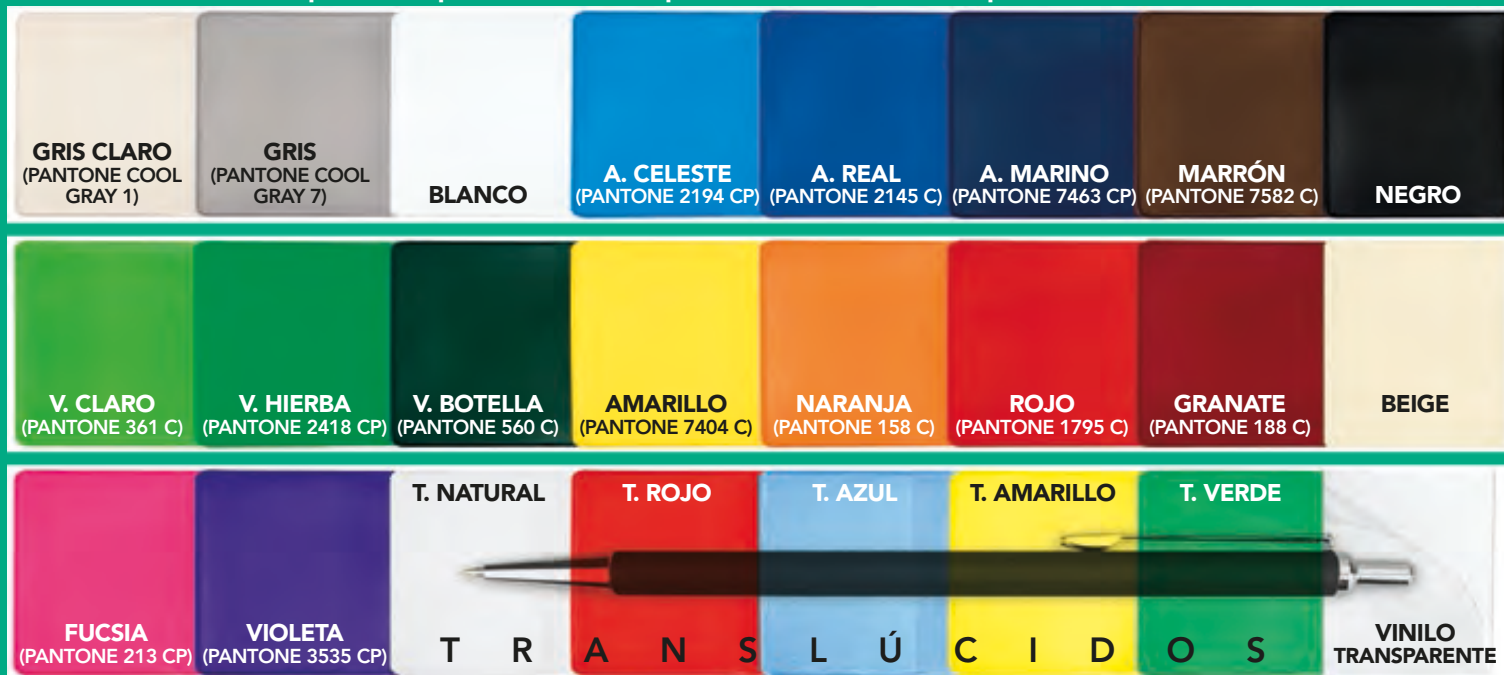 GRIS CLARO
(PANTONE COOL
GRAY 1)
GRIS
(PANTONE COOL
GRAY 7)
BLANCO
A. CELESTE
(PANTONE 2194 CP)
A. REAL
(PANTONE 2145 C)
A. MARINO
(PANTONE 7463 CP)
MARRÓN
(PANTONE 7582 C)
NEGRO
V. CLARO
(PANTONE 361 C)
V. HIERBA
(PANTONE 2418 CP)
V. BOTELLA
(PANTONE 560 C)
AMARILLO
(PANTONE 7404 C)
NARANJA
(PANTONE 158 C)
ROJO
(PANTONE 1795 C)
GRANATE
(PANTONE 188 C)
BEIGE
FUCSIA
(PANTONE 213 CP)
VIOLETA
(PANTONE 3535 CP)
T. NATURAL
T. ROJO
T. AZUL
T. AMARILLO
T. VERDE
TRANSLÚCIDOS
VINILO
TRANSPARENTE